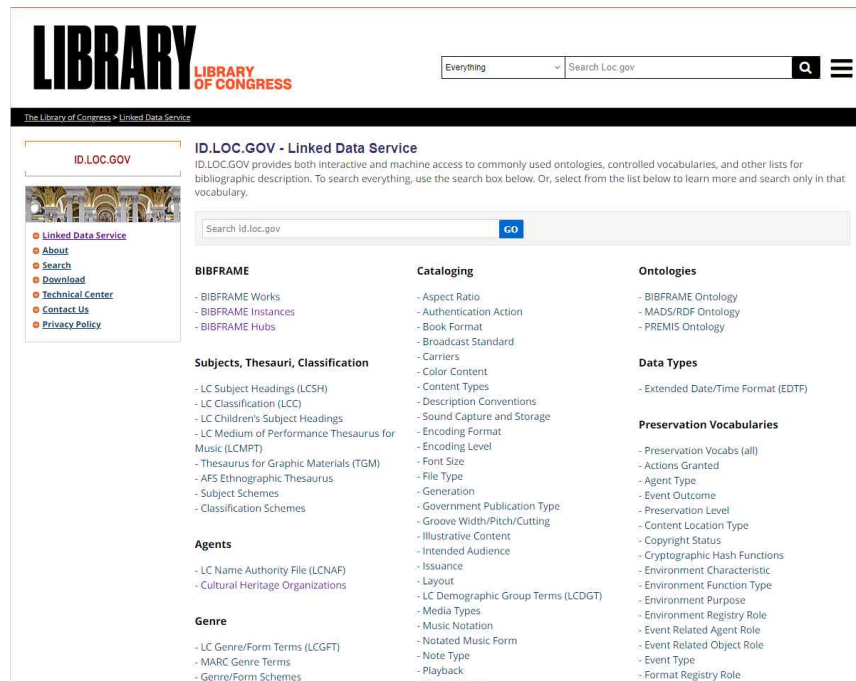 LIBRARY
LIBRARY
OF CONGRESS
Everything
Search Loc.gov
The Library of Congress > Linked Data Service
ID.LOC.GOV
Linked Data Service
About
Search
Download
Technical Center
Contact Us
Privacy Policy
ID.LOC.GOV - Linked Data Service
ID.LOC.GOV provides both interactive and machine access to commonly used ontologies, controlled vocabularies, and other lists for
bibliographic description. To search everything, use the search box below. Or, select from the list below to learn more and search only in that
vocabulary.
Search id.loc.gov
GO
BIBFRAME
- BIBFRAME Works
- BIBFRAME Instances
- BIBFRAME Hubs
Subjects, Thesauri, Classification
- LC Subject Headings (LCSH)
- LC Classification (LCC)
- LC Children's Subject Headings
- LC Medium of Performance Thesaurus for
Music (LCMPT)
- Thesaurus for Graphic Materials (TGM)
- AFS Ethnographic Thesaurus
- Subject Schemes
- Classification Schemes
Agents
- LC Name Authority File (LCNAF)
- Cultural Heritage Organizations
Genre
- LC Genre/Form Terms (LCGFT)
- MARC Genre Terms
- Genre/Form Schemes
Cataloging
- Aspect Ratio
- Authentication Action
- Book Format
- Broadcast Standard
- Carriers
- Color Content
- Content Types
- Description Conventions
- Sound Capture and Storage
- Encoding Format
- Encoding Level
- Font Size
- File Type
- Generation
- Government Publication Type
- Groove Width/Pitch/Cutting
- Illustrative Content
- Intended Audience
- Issuance
- Layout
- LC Demographic Group Terms (LCDGT)
- Media Types
- Music Notation
- Notated Music Form
- Note Type
- Playback
Ontologies
- BIBFRAME Ontology
- MADS/RDF Ontology
- PREMIS Ontology
Data Types
- Extended Date/Time Format (EDTF)
Preservation Vocabularies
- Preservation Vocabs (all)
- Actions Granted
- Agent Type
- Event Outcome
- Preservation Level
- Content Location Type
- Copyright Status
- Cryptographic Hash Functions
- Environment Characteristic
- Environment Function Type
- Environment Purpose
- Environment Registry Role
- Event Related Agent Role
- Event Related Object Role
- Event Type
- Format Registry Role